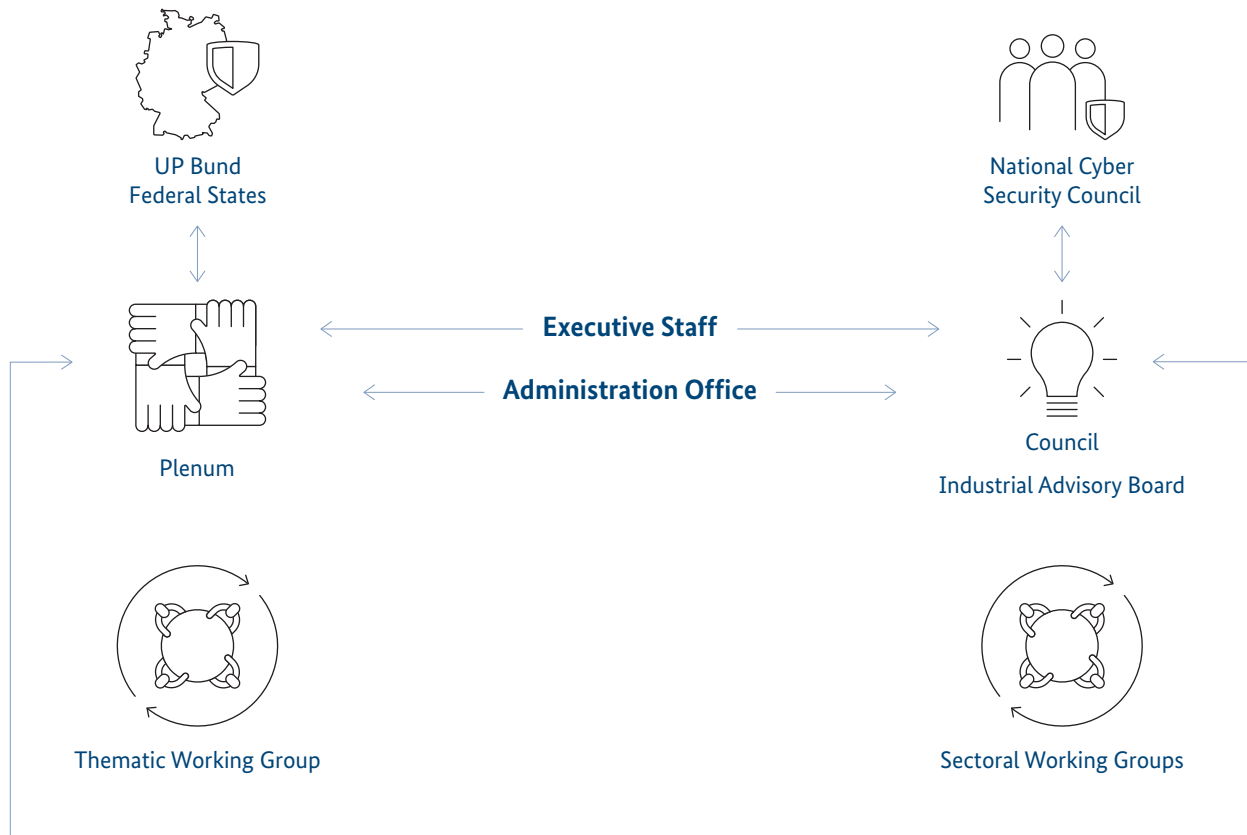 UP Bund
Federal States
National Cyber
Security Council
Executive Staff
Administration Office
Plenum
Council
Industrial Advisory Board
Thematic Working Group
Sectoral Working Groups